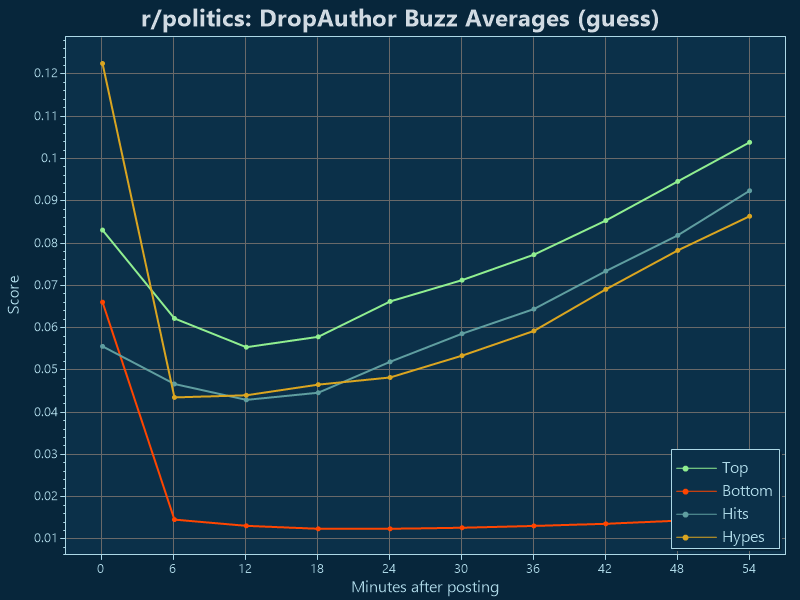 r/politics: DropAuthor Buzz Averages (guess)
0.12
0.11
0.1
0.09
0.08
0.07
0.06
0.05
0.04
0.03
0.02
0.01
Score
Top
Bottom
Hits
Hypes
0 6 12 18 24 30 36 42 48 54
Minutes after posting